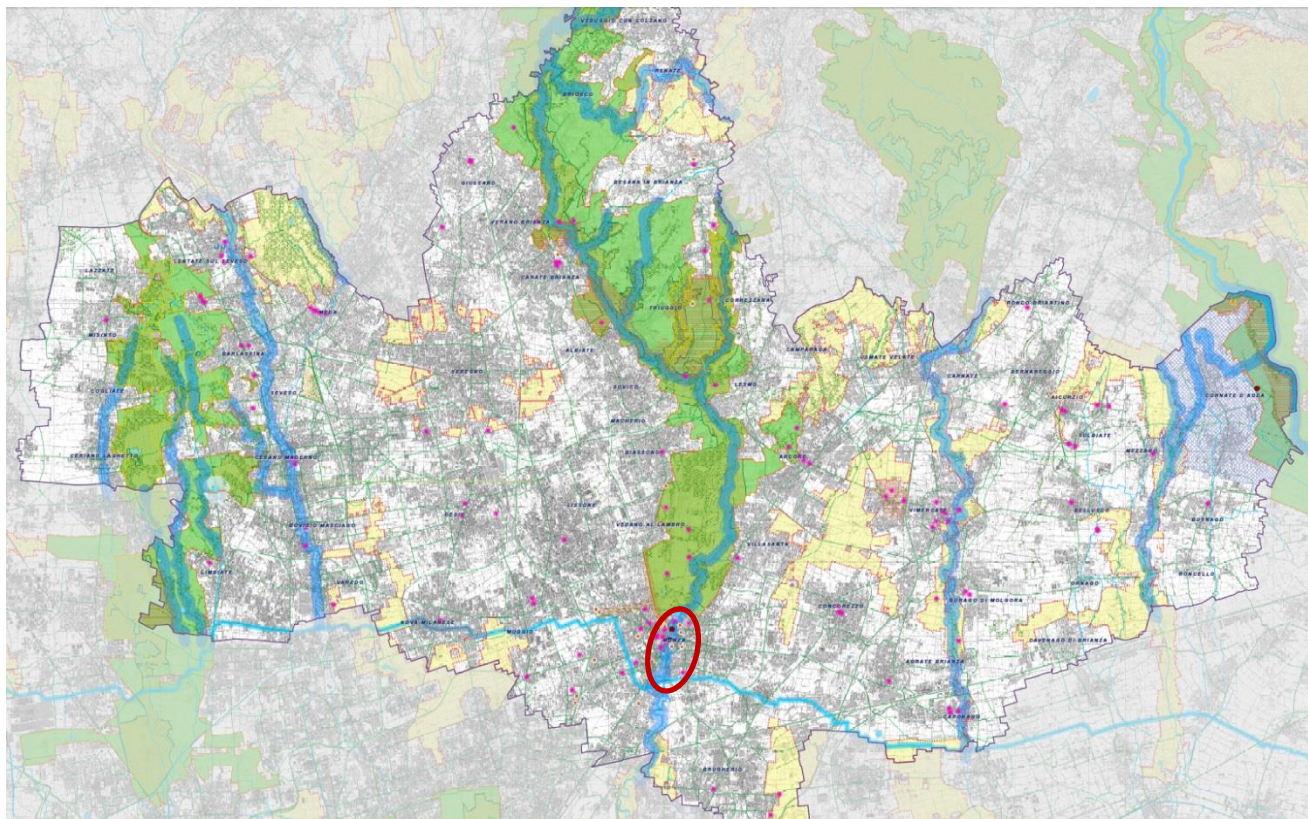 VEDUGGIO CON COLZANO
RENATE
BRIOSCO
GIUSSANO
BESANA IN BRIANZA
VERANO BRIANZA
LAZZATE
LENTATE SUL SEVESO
CARATE BRIANZA
TRIUGGIO
CORREZZANA
RONCO BRIANTINO
MISINTO
MEDA
BARLASSINA
ALBIATE
CAMPARADA
USMATE VELATE
COGLIATE
SEVESO
SEREGNO
SOVICO
LESMO
CARNATE
BERNAREGGIO
AICURZIO
CORNATE D'ADDA
MACHERIO
SULBIATE
MEZZAGO
CERIANO LAGHETTO
CESANO MADERNO
BIASSONO
ARCORE
DESIO
LISSONE
VIMERCATE
BELLUSCO
BUSNAGO
BOVISIO MASCIAGO
VEDANO AL LAMBRO
VILLASANTA
LIMBIATE
VAREDO
ORNAGO
RONCELLO
CONCOREZZO
BURAGO DI MOLGORA
NOVA MILANESE
MUGGIO'
MONZA
CAVENAGO DI BRIANZA
AGRATE BRIANZA
CAPONAGO
BRUGHERIO